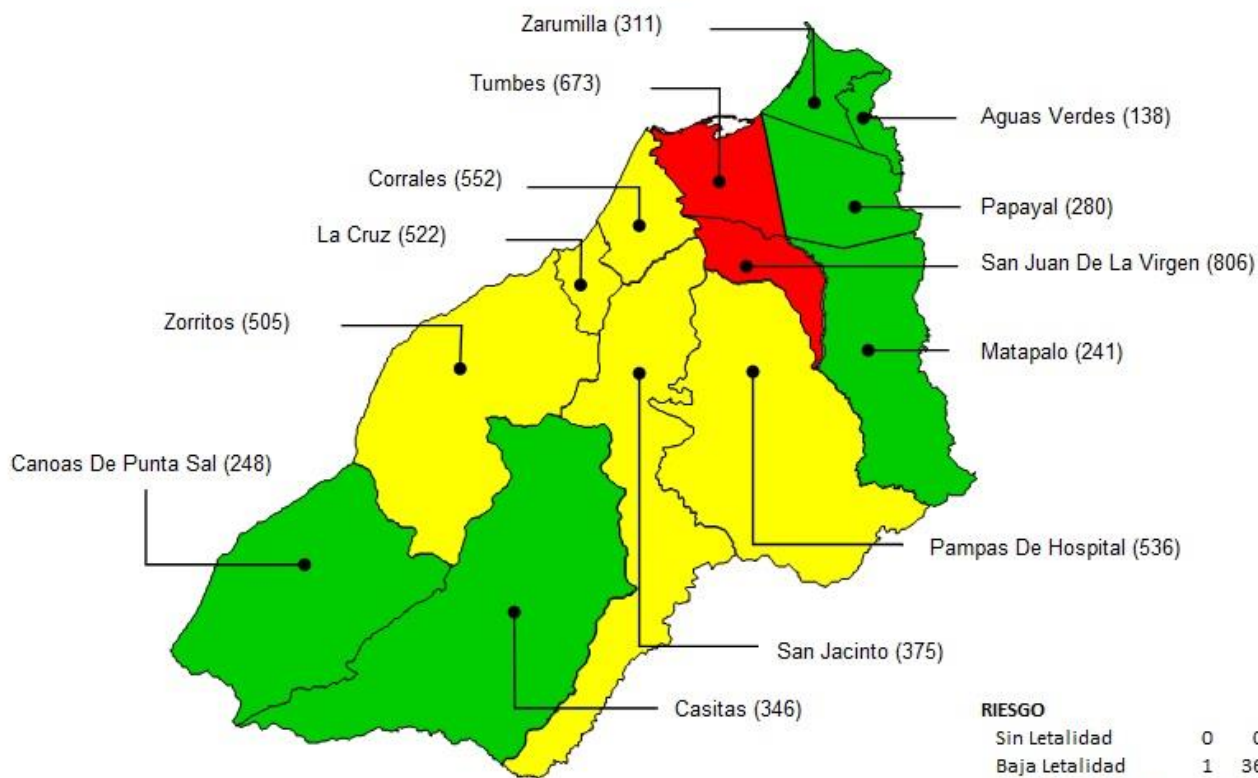 Zarumilla (311)
Tumbes (673)
Aguas Verdes (138)
Corrales (552)
Papayal (280)
La Cruz (522)
San Juan De La Virgen (806)
Zorritos (505)
Matapalo (241)
Canoas De Punta Sal (248)
Pampas De Hospital (536)
San Jacinto (375)
Casitas (346)
RIESGO
Sin Letalidad 0
Baja Letalidad 1